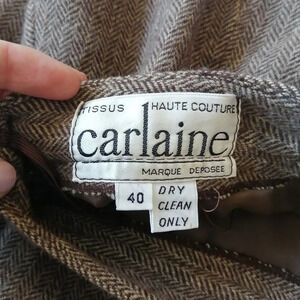 TISSUS HAUTE COUTURE
carlaine
MARQUE DEPOSEE
40
DRY
CLEAN
ONLY